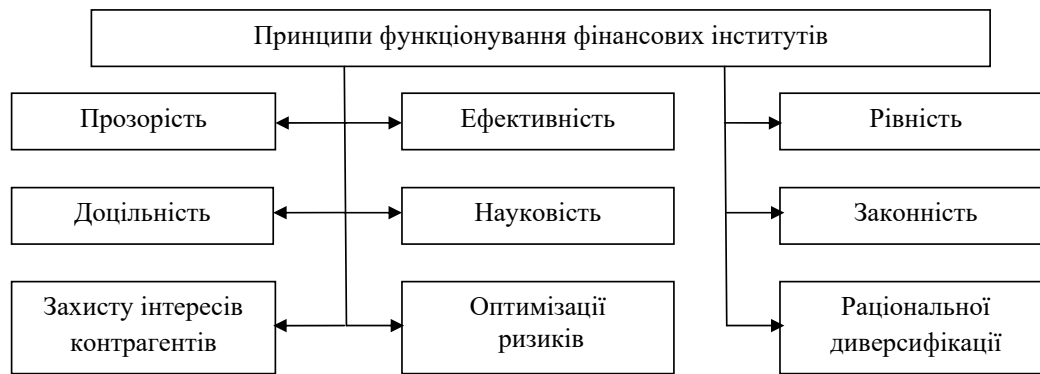 Принципи функціонування фінансових інститутів
Прозорість
Ефективність
Рівність
Доцільність
Науковість
Законність
Захисту інтересів
контрагентів
Оптимізації
ризиків
Раціональної
диверсифікації